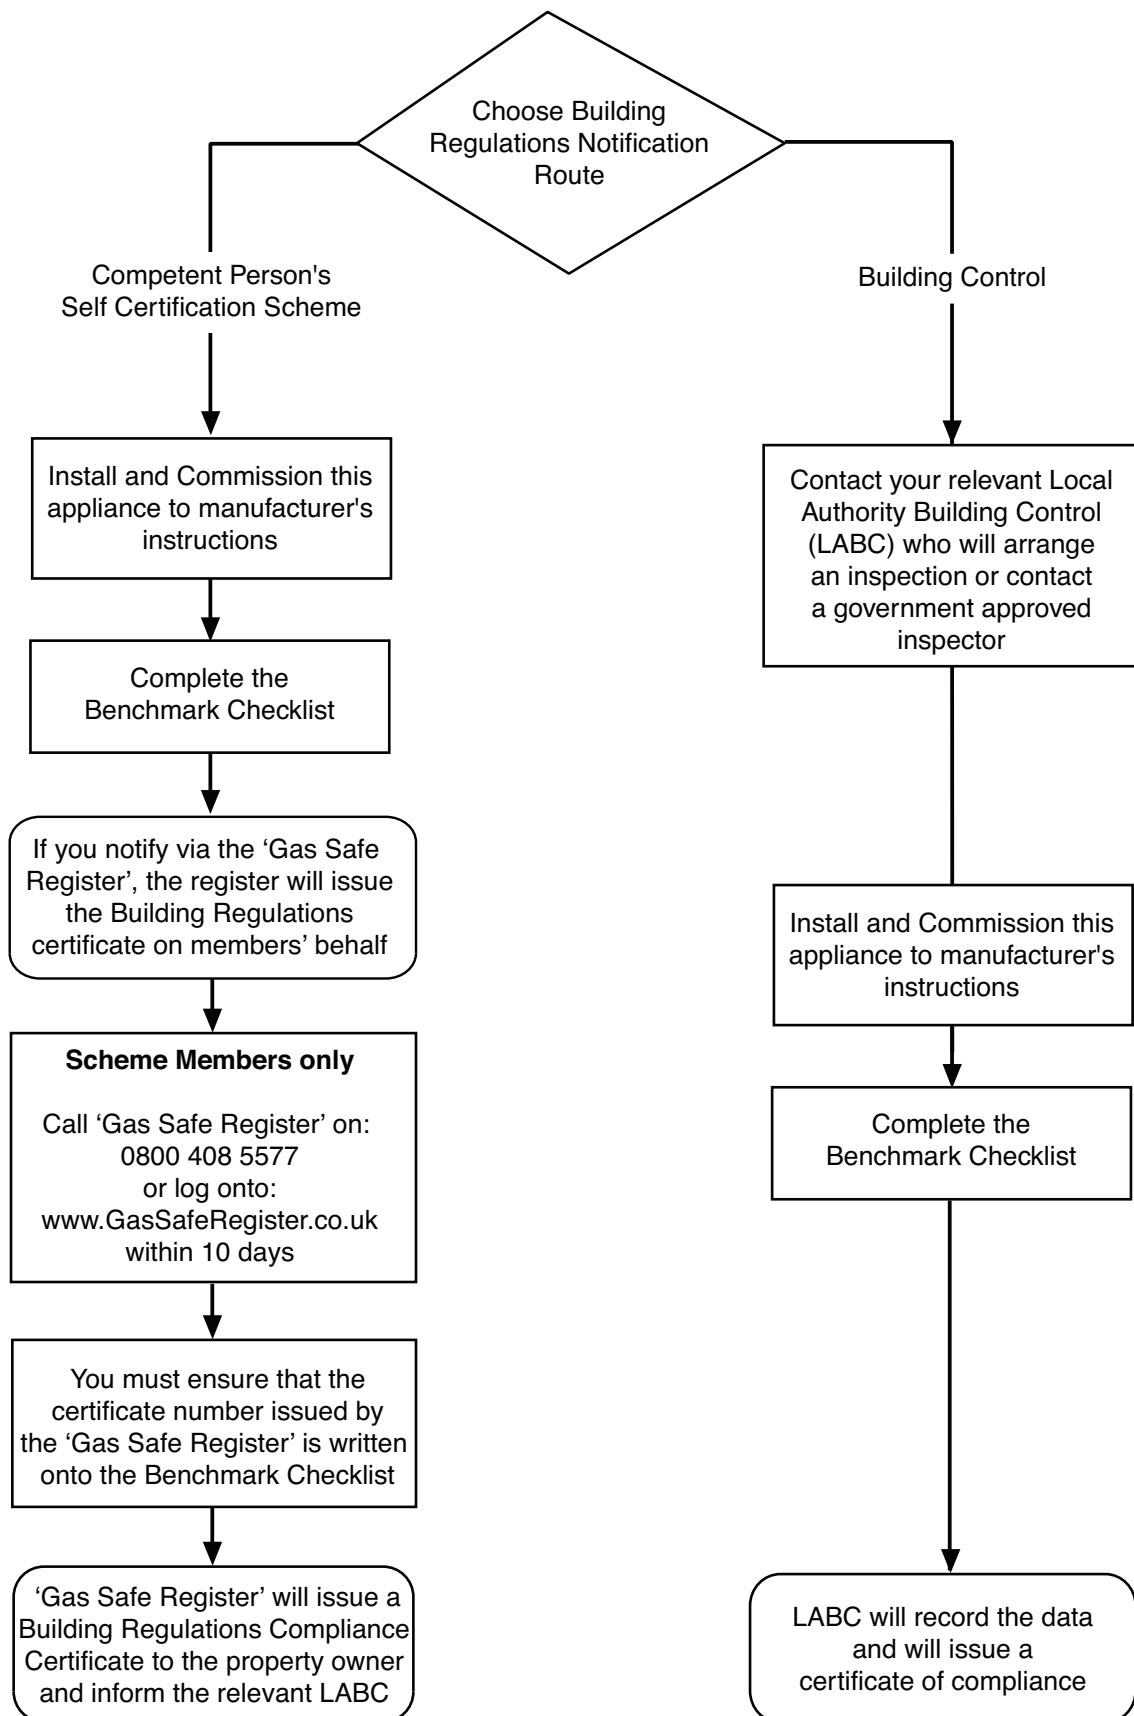 Choose Building
Regulations Notification
Route
Competent Person's
Self Certification Scheme
Building Control
Install and Commission this
appliance to manufacturer's
instructions
Complete the
Benchmark Checklist
If you notify via the ‘Gas Safe
Register’, the register will issue
the Building Regulations
certificate on members’ behalf
Scheme Members only
Call ‘Gas Safe Register’ on:
0800 408 5577
or log onto:
www.GasSafeRegister.co.uk
within 10 days
You must ensure that the
certificate number issued by
the ‘Gas Safe Register’ is written
onto the Benchmark Checklist
‘Gas Safe Register’ will issue a
Building Regulations Compliance
Certificate to the property owner
and inform the relevant LABC
Contact your relevant Local
Authority Building Control
(LABC) who will arrange
an inspection or contact
a government approved
inspector
Install and Commission this
appliance to manufacturer's
instructions
Complete the
Benchmark Checklist
LABC will record the data
and will issue a
certificate of compliance